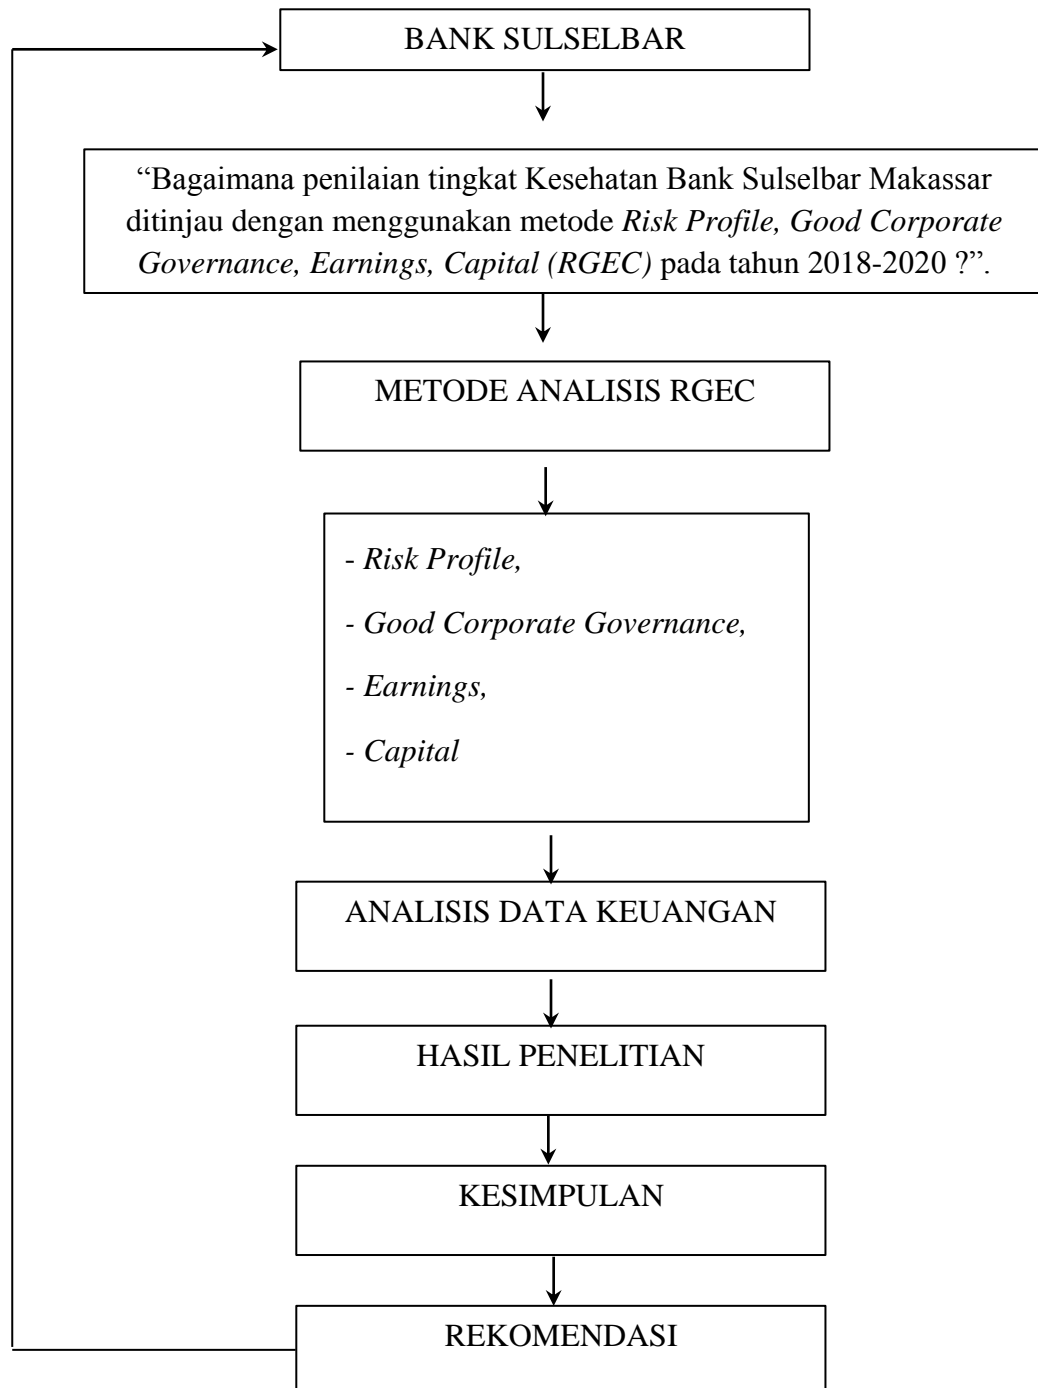 BANK SULSELBAR
“Bagaimana penilaian tingkat Kesehatan Bank Sulselbar Makassar
ditinjau dengan menggunakan metode Risk Profile, Good Corporate
Governance, Earnings, Capital (RGEC) pada tahun 2018-2020 ?”.
METODE ANALISIS RGEC
- Risk Profile,
- Good Corporate Governance,
- Earnings,
- Capital
ANALISIS DATA KEUANGAN
HASIL PENELITIAN
KESIMPULAN
REKOMENDASI